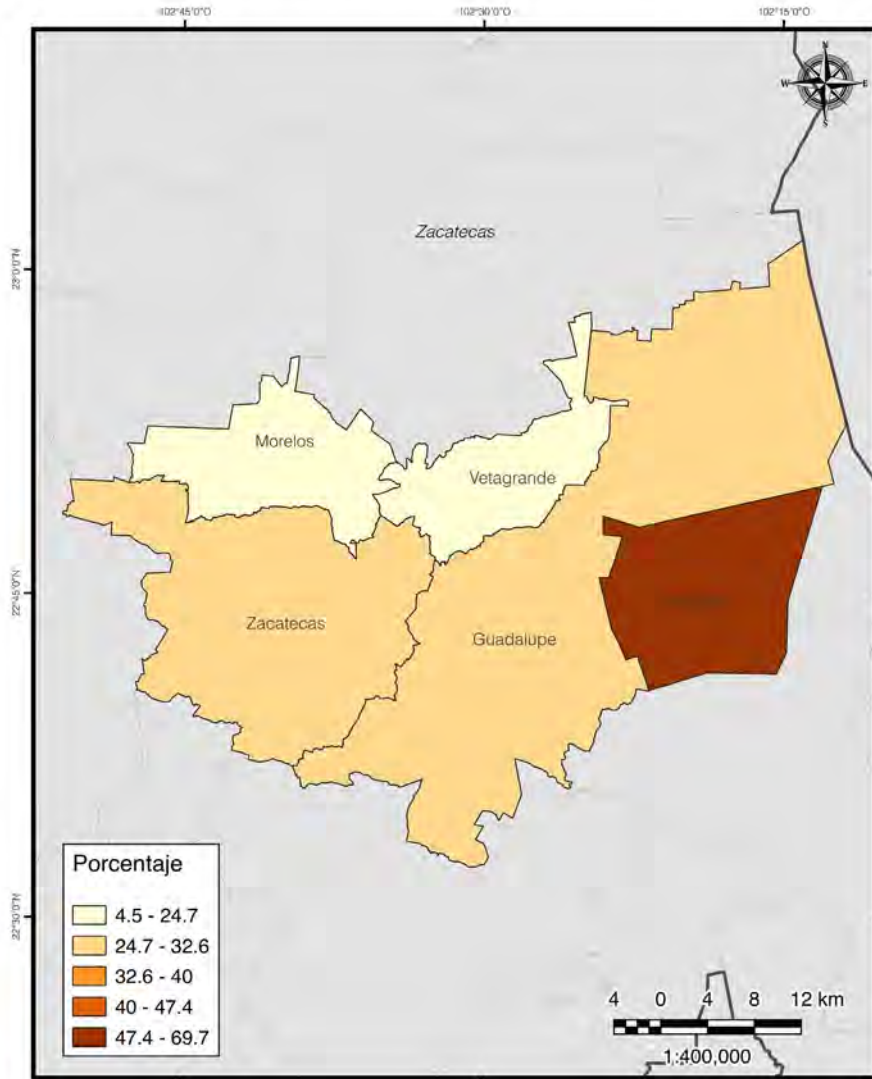 102°45'0"O
102°30'0"O
102°15'0"O
N
W
E
S
Zacatecas
23°0'0"N
Morelos
Vetagrande
22°45'0"N
Zacatecas
Guadalupe
22°30'0"N
Porcentaje
4.5 - 24.7
24.7 - 32.6
32.6 - 40
40 - 47.4
47.4 - 69.7
4 0 4 8 12 km
1:400,000